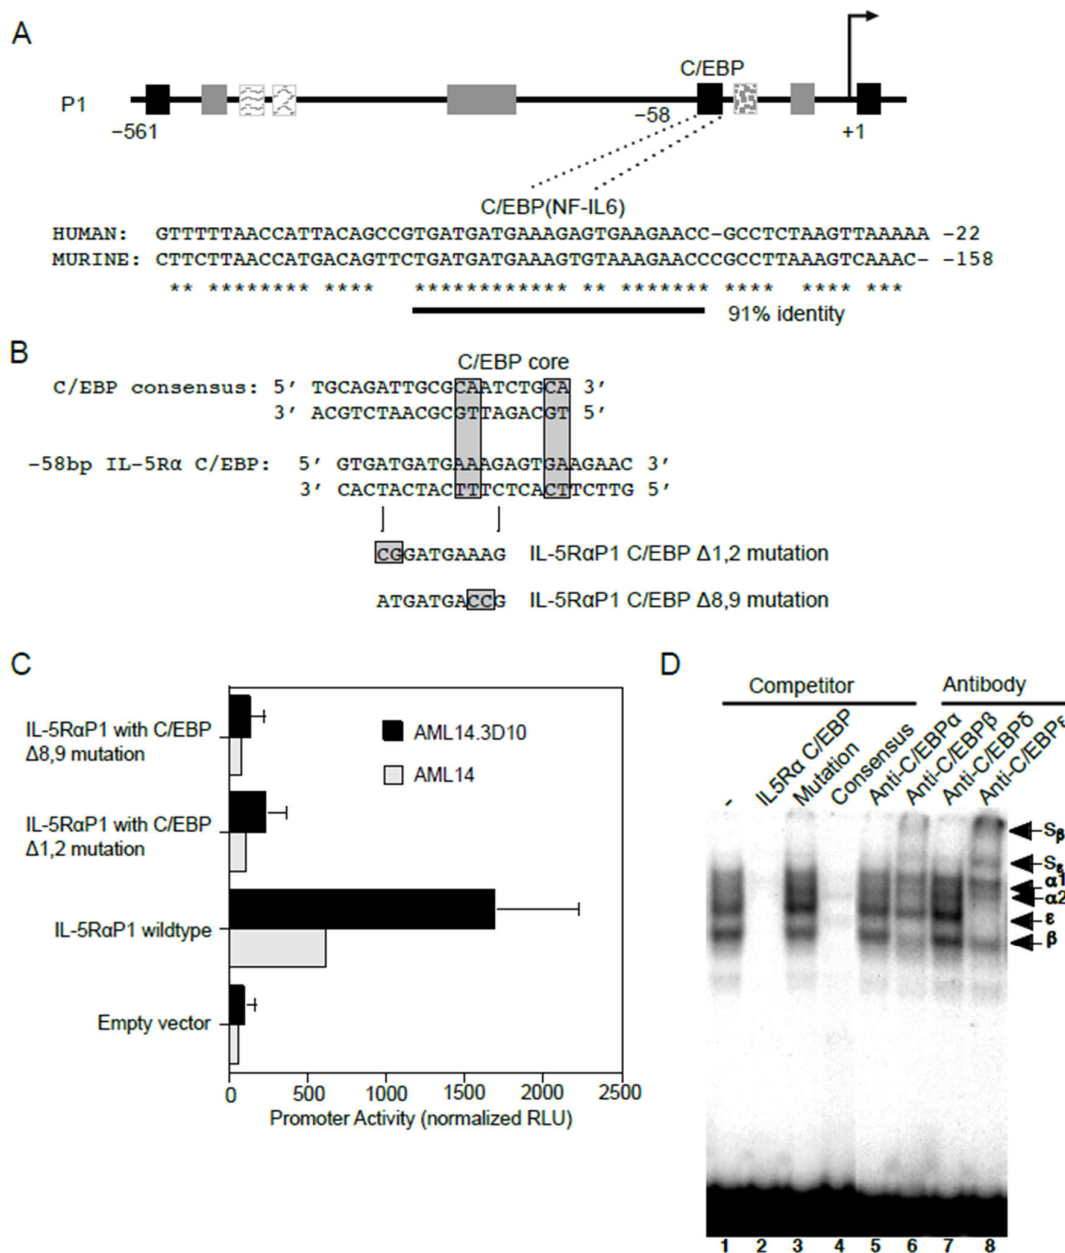 A
C/EBP
P1
−561
−58
+1
C/EBP(NF-IL6)
HUMAN: GTTTTTAACCATTACAGCCGTGATGATGAAAGAGTGAAGAACC-GCCTCTAAGTTAAAAA -22
MURINE: CTTCTTAACCATGACAGTTCTGATGATGAAAGTGTAAAGAACCCGCCTTAAAGTCAAAC- -158
** ******** **** ************ ** ******* **** **** ***
91% identity
B
C/EBP core
C/EBP consensus: 5′ TGCAGATTGCGCAATCTGCA 3′
3′ ACGTCTAACGCGTTAGACGT 5′
-58bp IL-5Rα C/EBP: 5′ GTGATGATGAAAGAGTGAAGAAC 3′
3′ CACTACTACTTTCTCACTTCTTG 5′
CGGATGAAAG IL-5RαP1 C/EBP Δ1,2 mutation
ATGATGACCG IL-5RαP1 C/EBP Δ8,9 mutation
C
IL-5RαP1 with C/EBP
Δ8,9 mutation
IL-5RαP1 with C/EBP
Δ1,2 mutation
IL-5RαP1 wildtype
Empty vector
AML14.3D10
AML14
0 500 1000 1500 2000 2500
Promoter Activity (normalized RLU)
D
Competitor Antibody
-
IL5Rα C/EBP
Mutation
Consensus
Anti-C/EBPα
Anti-C/EBPβ
Anti-C/EBPδ
Anti-C/EBPε
Sβ
Sε
α1
α2
ε
β
1 2 3 4 5 6 7 8